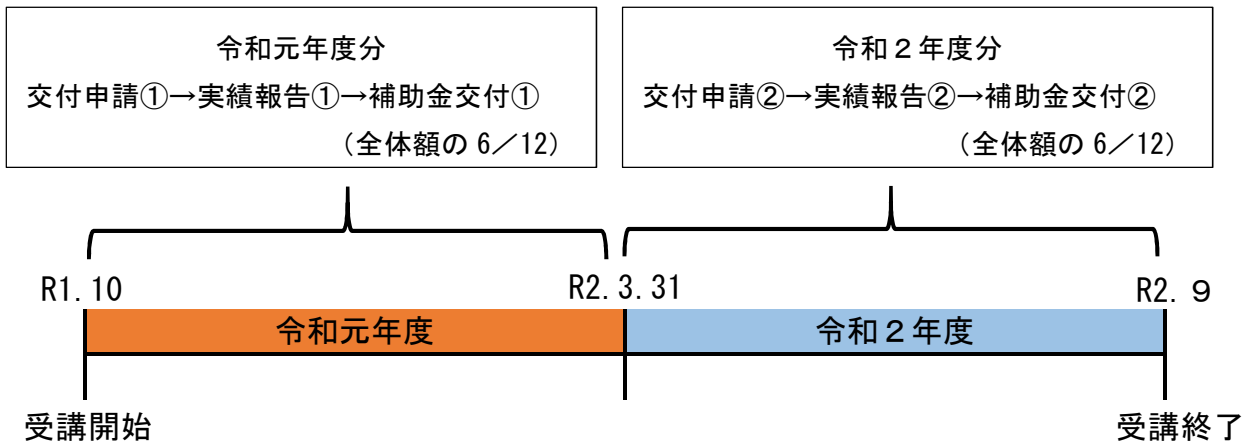 令和元年度分
交付申請①→実績報告①→補助金交付①
（全体額の 6／12）
令和２年度分
交付申請②→実績報告②→補助金交付②
（全体額の 6／12）
R1.10
R2.3.31
R2.９
令和元年度
令和２年度
受講開始
受講終了